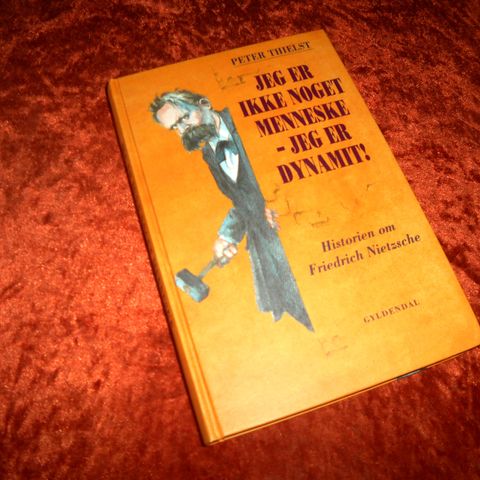 PETER THIELST
JEG ER
IKKE NOGET
MENNESKE
- JEG ER
DYNAMIT!
Historien om
Friedrich Nietzsche
GYLDENDAL